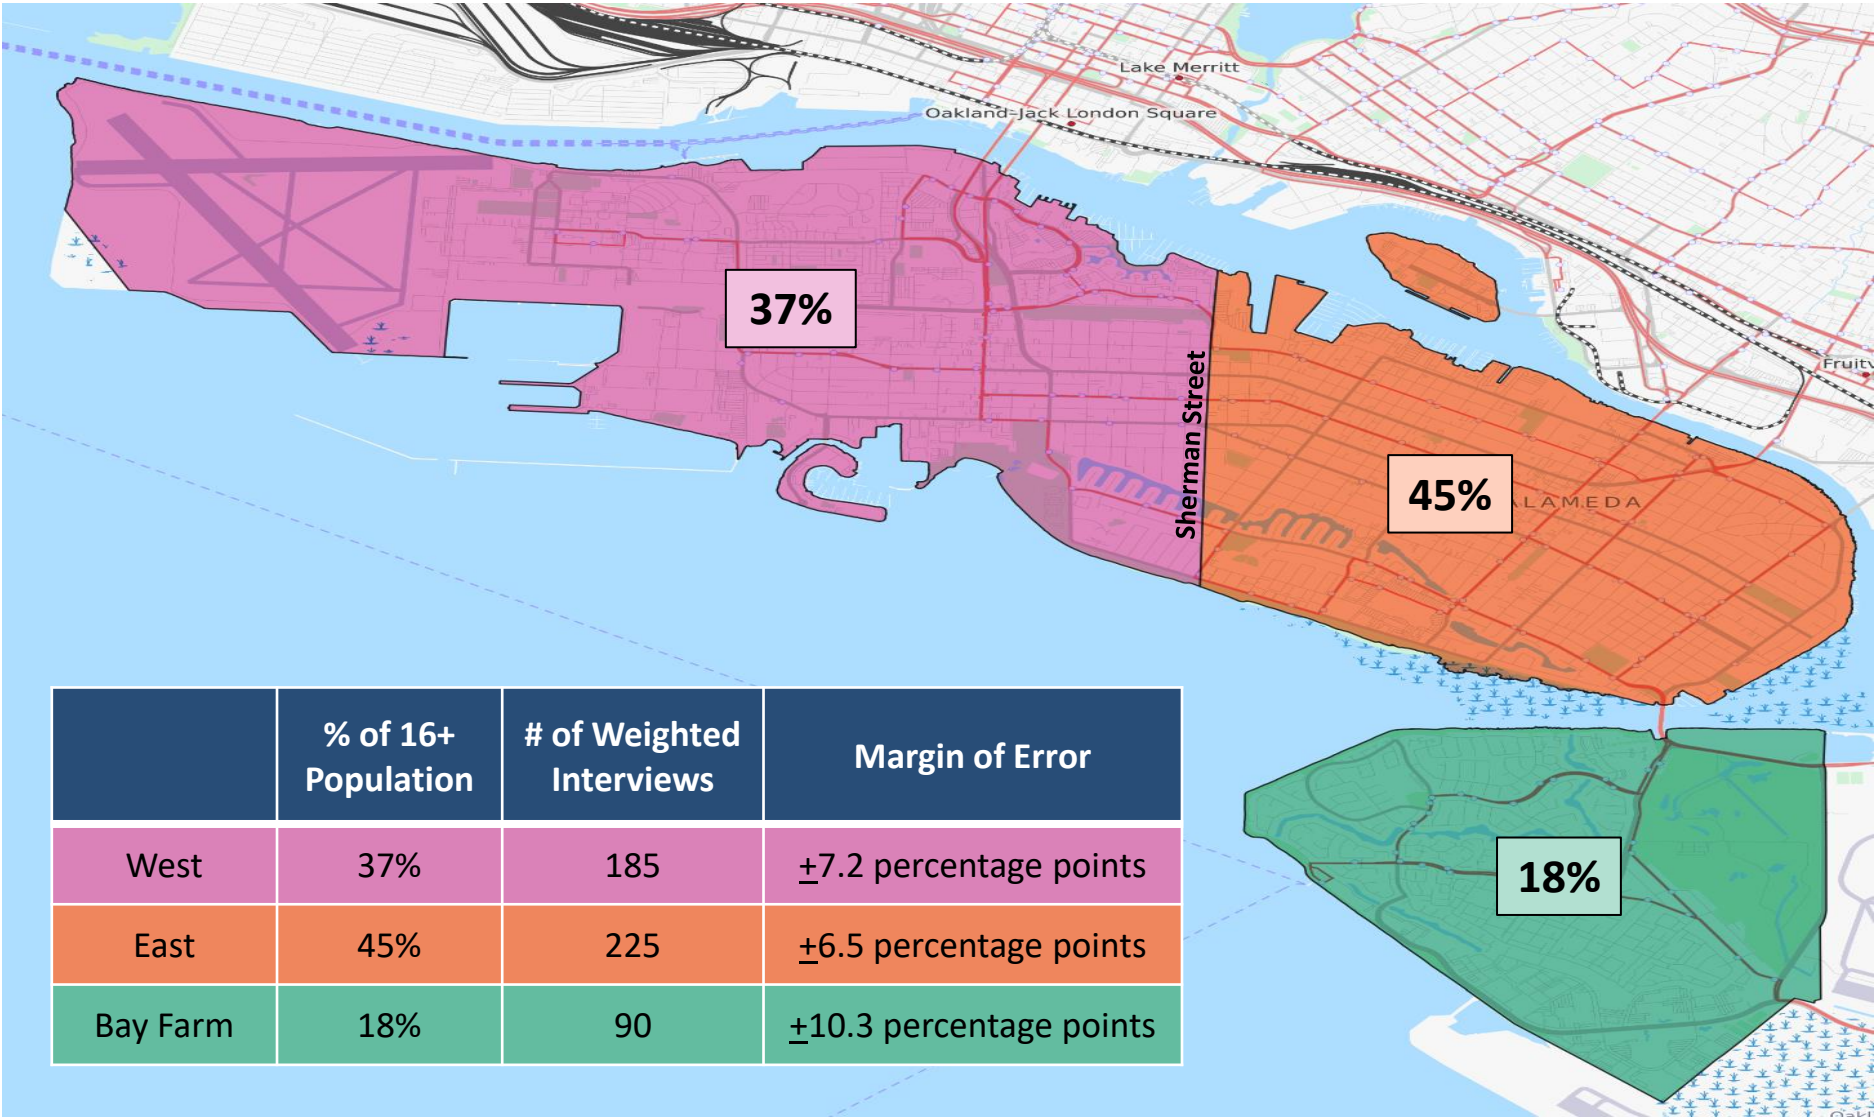 Lake Merritt
Oakland-Jack London Square
37%
Sherman Street
Fruitv
45%
LAMEDA
% of 16+
Population
# of Weighted
Interviews
Margin of Error
West 37% 185 ±7.2 percentage points
East 45% 225 ±6.5 percentage points
Bay Farm 18% 90 ±10.3 percentage points
18%